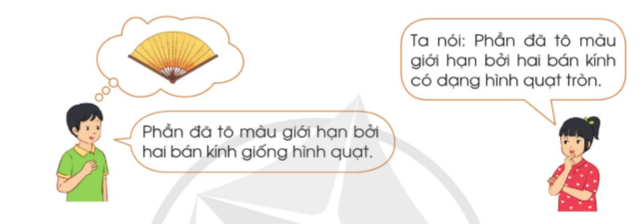 Ta nói: Phần đã tô màu
giới hạn bởi hai bán kính
có dạng hình quạt tròn.
Phần đã tô màu giới hạn bởi
hai bán kính giống hình quạt.